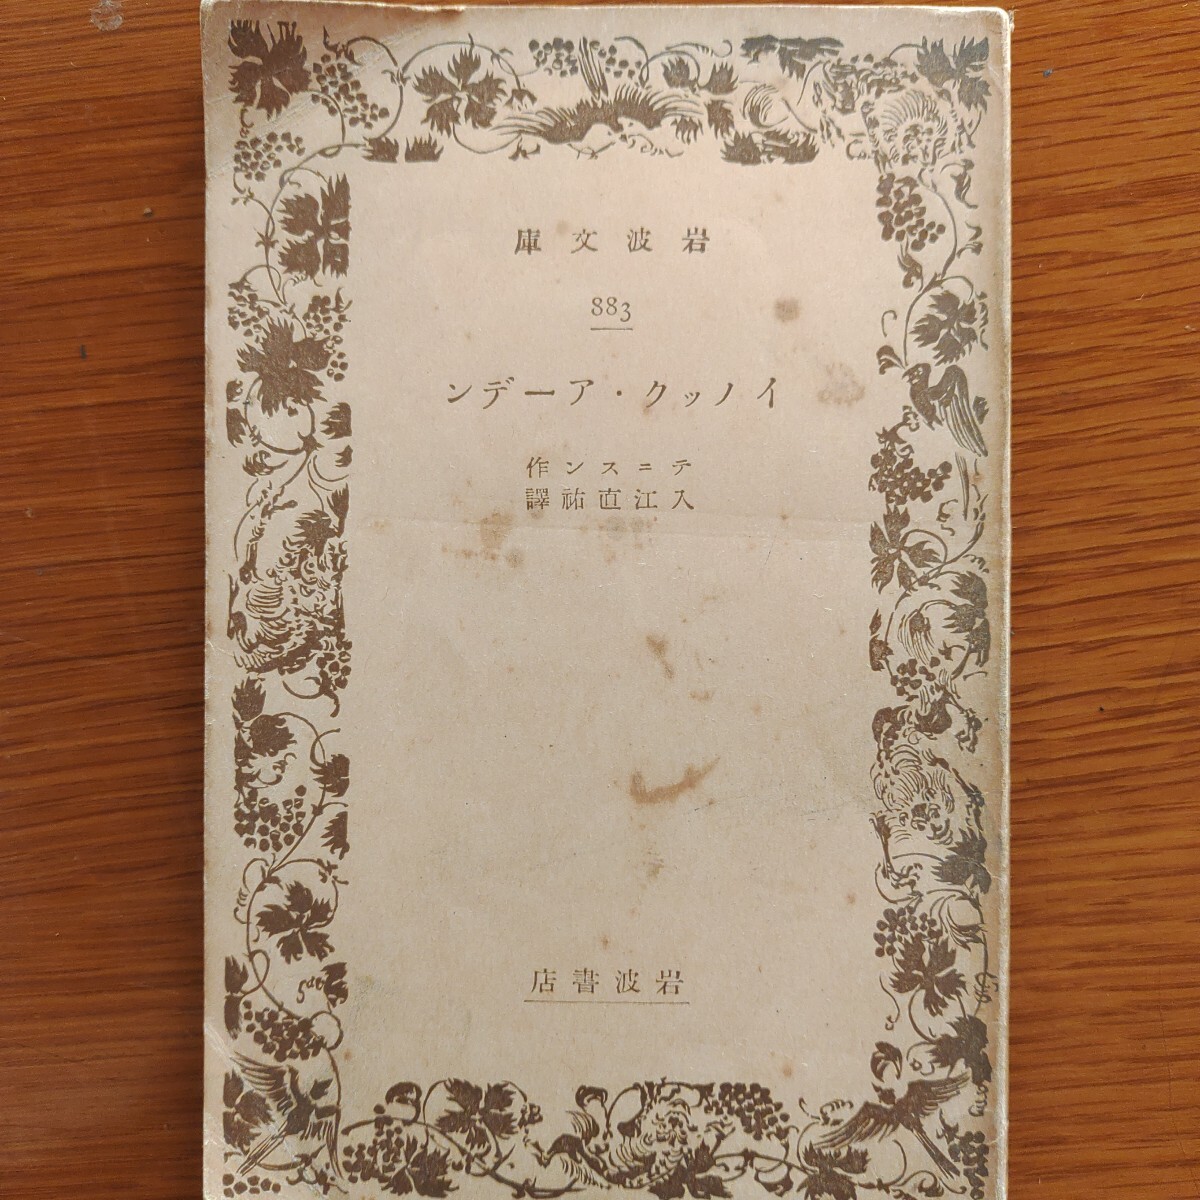 岩波文庫
883
イノック・アーデン
テニスン作
入江直祐譯
岩波書店